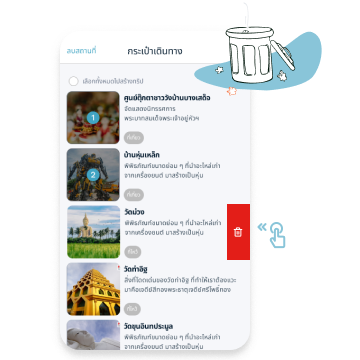 ลบสถานที่
กระเป๋าเดินทาง
เลือกทั้งหมดไปสร้างทริป
ศูนย์ตุ๊กตาชาววังบ้านบางเสด็จ
จัดแสดงนิทรรศการ
พระบาทสมเด็จพระเจ้าอยู่หัวฯ
1
ที่เที่ยว
บ้านหุ่นเหล็ก
พิพิธภัณฑ์ขนาดย่อม ๆ ที่นำอะไหล่เก่า
จากเครื่องยนต์ มาสร้างเป็นหุ่น
2
ที่เที่ยว
วัดม่วง
พิพิธภัณฑ์ขนาดย่อม ๆ ที่นำอะไหล่เก่า
จากเครื่องยนต์ มาสร้างเป็นหุ่น
วัดท่าอิฐ
สิ่งที่โดดเด่นของวัดท่าอิฐ ที่ทำให้เราต้องแวะ
มาคือเจดีย์สีทองพระธาตุเจดีย์ศรีโพธิ์ทอง
วัดขุนอินทประมูล
พิพิธภัณฑ์ขนาดย่อม ๆ ที่นำอะไหล่เก่า
จากเครื่องยนต์ มาสร้างเป็นหุ่น